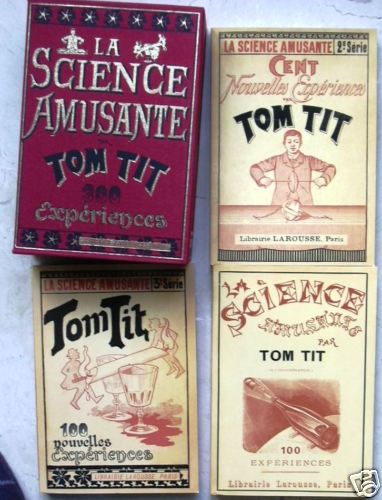 LA
SCIENCE
AMUSANTE
PAR
TOM TIT
300
Expériences
LA SCIENCE AMUSANTE 2e Série
CENT
Nouvelles Expériences
PAR
TOM TIT
Librairie LAROUSSE, Paris
LA SCIENCE AMUSANTE 3e Série
Tom Tit
100
nouvelles
expériences
LIBRAIRIE LAROUSSE PARIS
LA
SCIENCE
AMUSANTE
PAR
TOM TIT
100
EXPÉRIENCES
Librairie Larousse, Paris